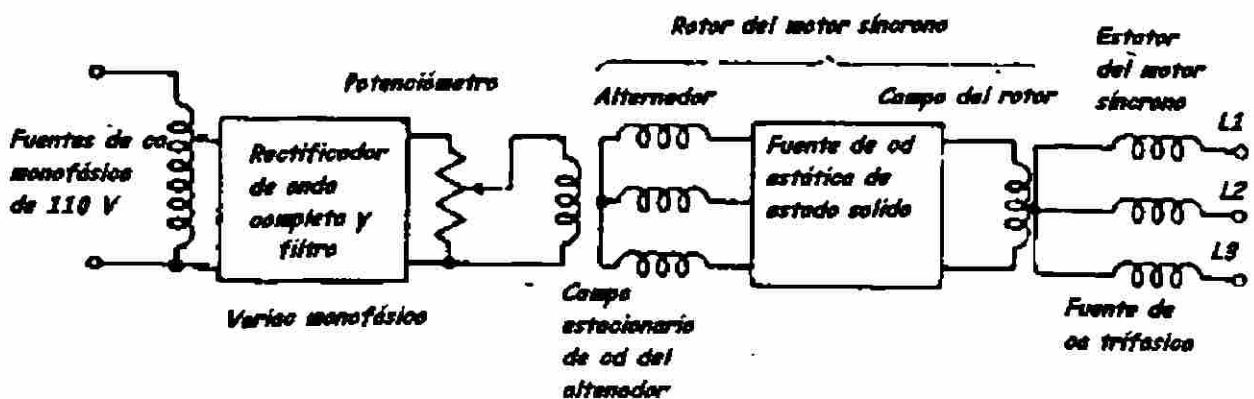 Rotor del motor síncrono
Estator
del motor
síncrono
Potenciómetro
Alternador
Campo del rotor
L1
Fuentes de ca
monofásica
de 110 V
Rectificador
de onda
completa y
filtro
Fuente de cd
estática de
estado solido
L2
L3
Variac monofásico
Campo
estacionario
de cd del
altenador
Fuente de
ca trifásica